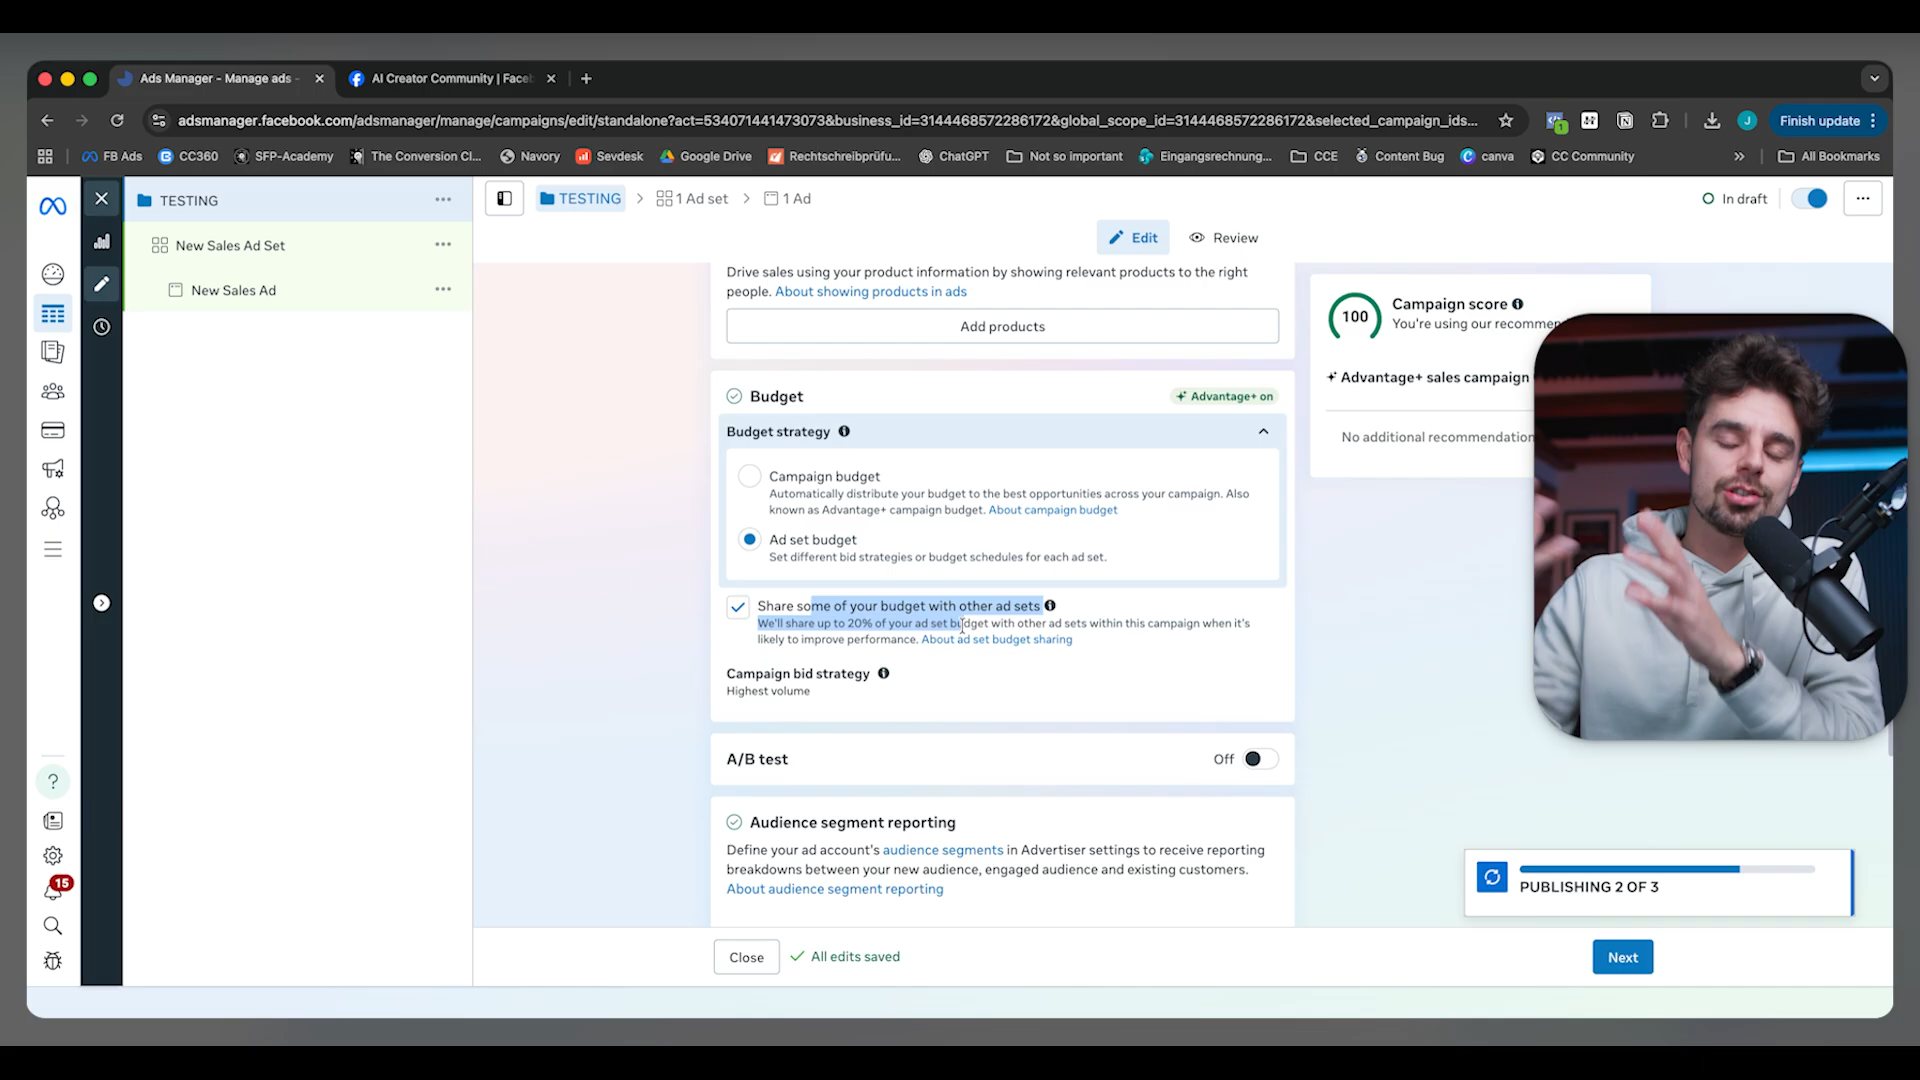 Ads Manager - Manage ads -
AI Creator Community | Face
adsmanager.facebook.com/adsmanager/manage/campaigns/edit/standalone?act=534071441473073&business_id=3144468572286172&global_scope_id=3144468572286172&selected_campaign_ids...
1
J
Finish update
FB Ads
CC360
SFP-Academy
The Conversion Cl...
Navory
Sevdesk
Google Drive
Rechtschreibprüfu...
ChatGPT
Not so important
Eingangsrechnung...
CCE
Content Bug
canva
CC Community
All Bookmarks
TESTING
New Sales Ad Set
New Sales Ad
TESTING
1 Ad set
1 Ad
In draft
Edit
Review
Drive sales using your product information by showing relevant products to the right
people. About showing products in ads
Add products
Budget
Advantage+ on
Budget strategy
Campaign budget
Automatically distribute your budget to the best opportunities across your campaign. Also
known as Advantage+ campaign budget. About campaign budget
Ad set budget
Set different bid strategies or budget schedules for each ad set.
Share some of your budget with other ad sets
We'll share up to 20% of your ad set budget with other ad sets within this campaign when it's
likely to improve performance. About ad set budget sharing
Campaign bid strategy
Highest volume
A/B test
Off
Audience segment reporting
Define your ad account's audience segments in Advertiser settings to receive reporting
breakdowns between your new audience, engaged audience and existing customers.
About audience segment reporting
Close
All edits saved
Next
100
Campaign score
You're using our recommen
Advantage+ sales campaign
No additional recommendation
PUBLISHING 2 OF 3
?
15